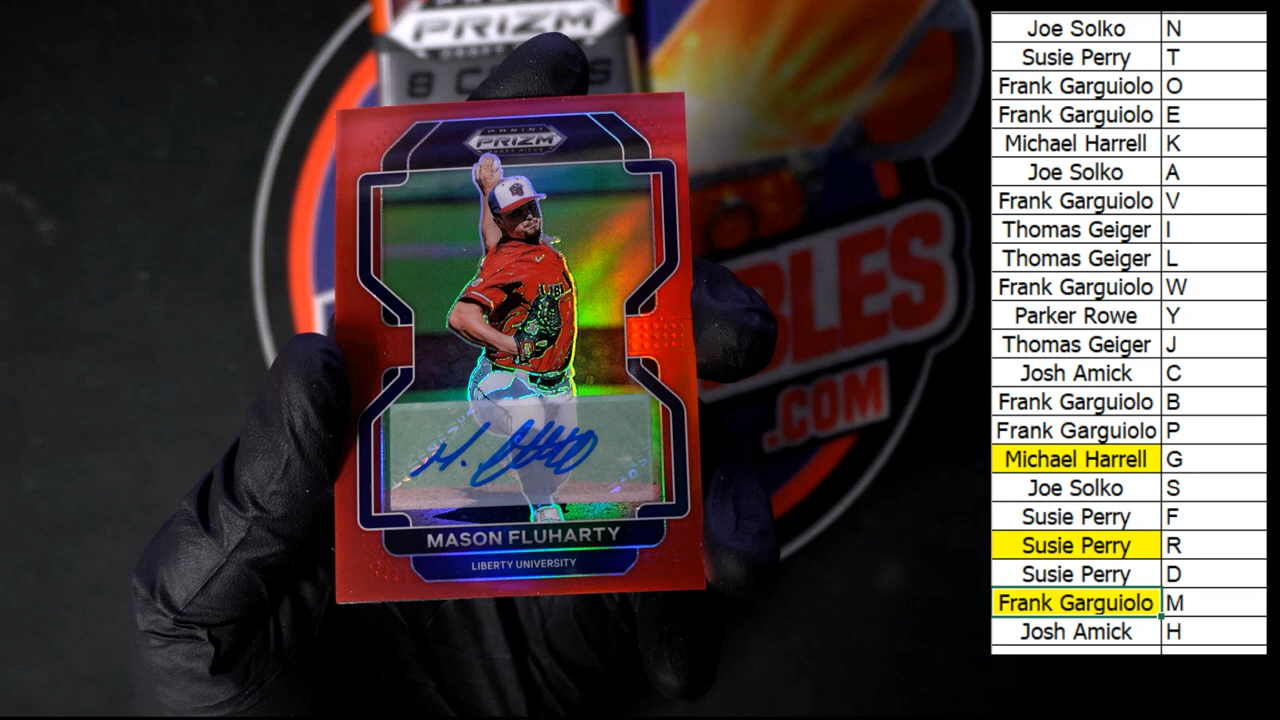 PRIZM
8 C
S
PANINI
PRIZM
DRAFT PICKS
MASON FLUHARTY
LIBERTY UNIVERSITY
BLES
.COM
Joe Solko N
Susie Perry T
Frank Garguiolo O
Frank Garguiolo E
Michael Harrell K
Joe Solko A
Frank Garguiolo V
Thomas Geiger I
Thomas Geiger L
Frank Garguiolo W
Parker Rowe Y
Thomas Geiger J
Josh Amick C
Frank Garguiolo B
Frank Garguiolo P
Michael Harrell G
Joe Solko S
Susie Perry F
Susie Perry R
Susie Perry D
Frank Garguiolo M
Josh Amick H